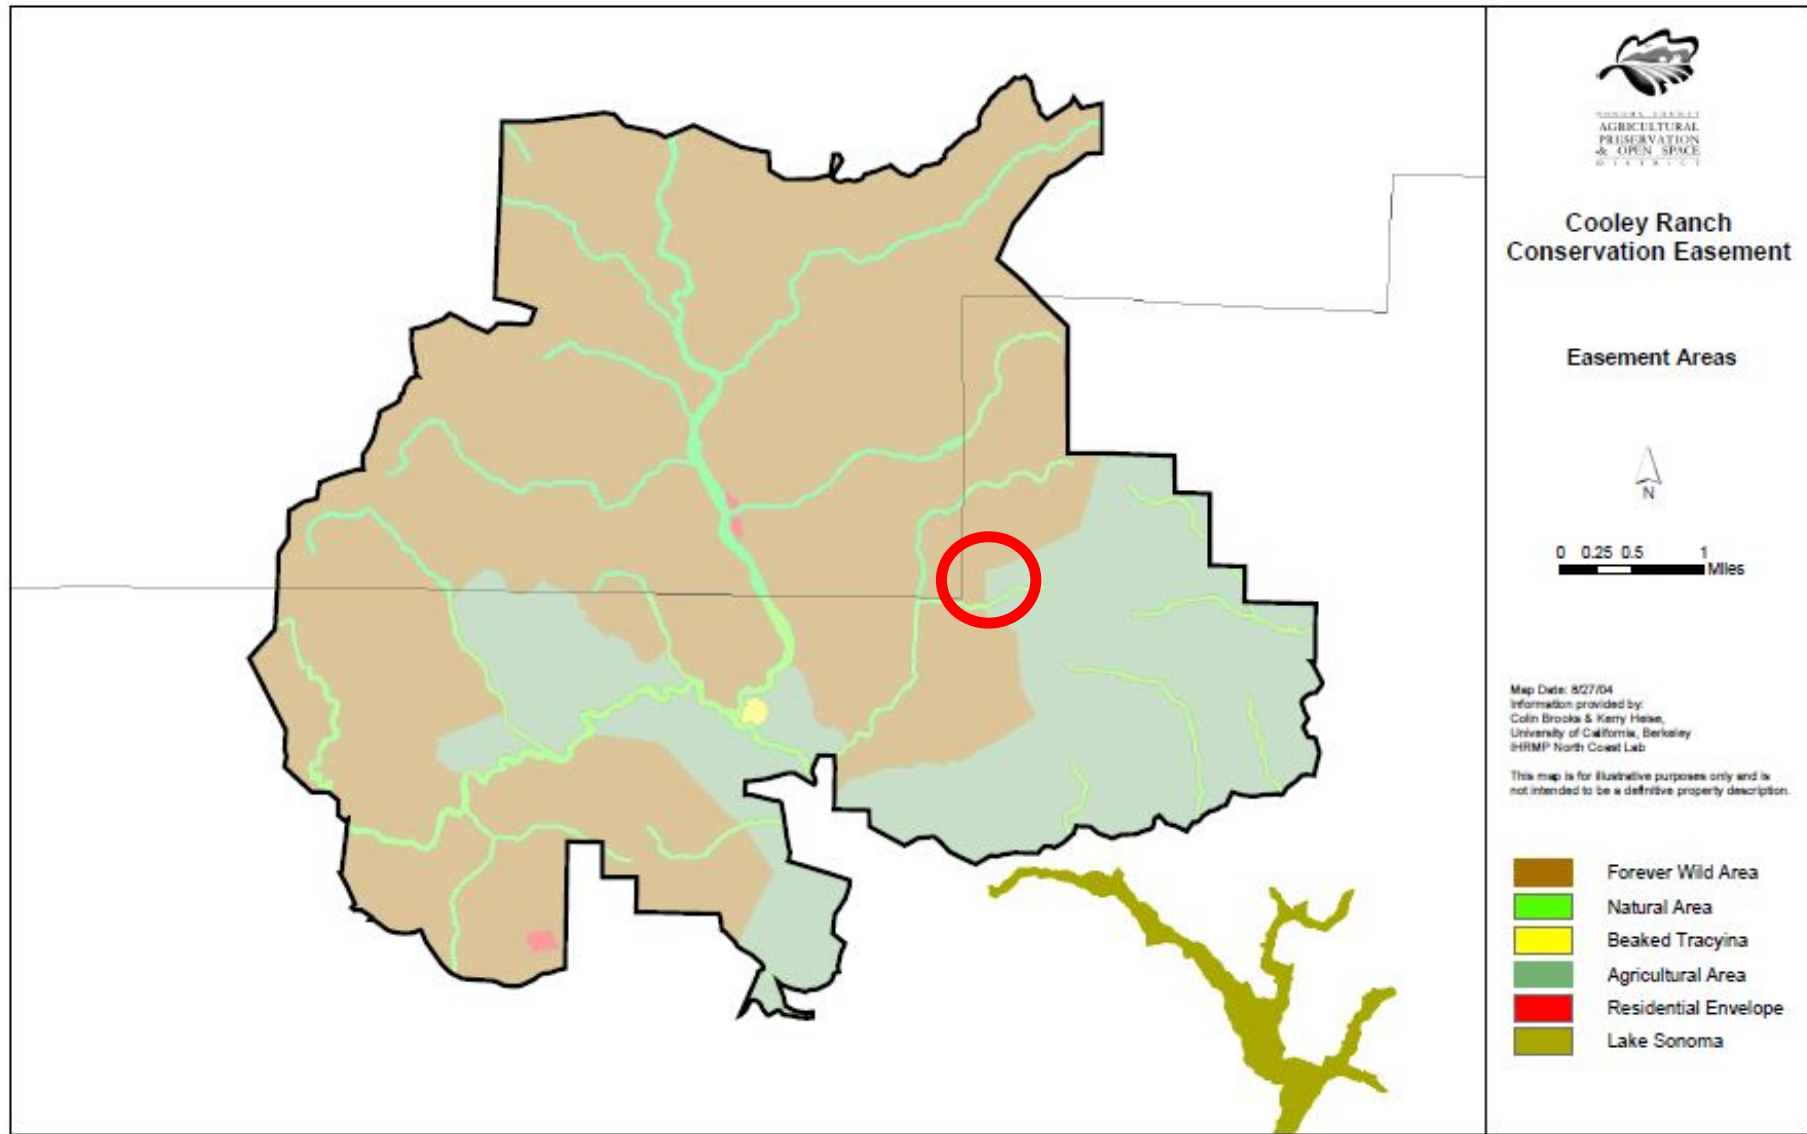 SONOMA COUNTY
AGRICULTURAL
PRESERVATION
& OPEN SPACE
DISTRICT
Cooley Ranch
Conservation Easement
Easement Areas
N
0 0.25 0.5 1
Miles
Map Date: 8/27/04
Information provided by:
Colin Brooks & Kerry Heise,
University of California, Berkeley
IHRMP North Coast Lab
This map is for illustrative purposes only and is
not intended to be a definitive property description.
Forever Wild Area
Natural Area
Beaked Tracyina
Agricultural Area
Residential Envelope
Lake Sonoma